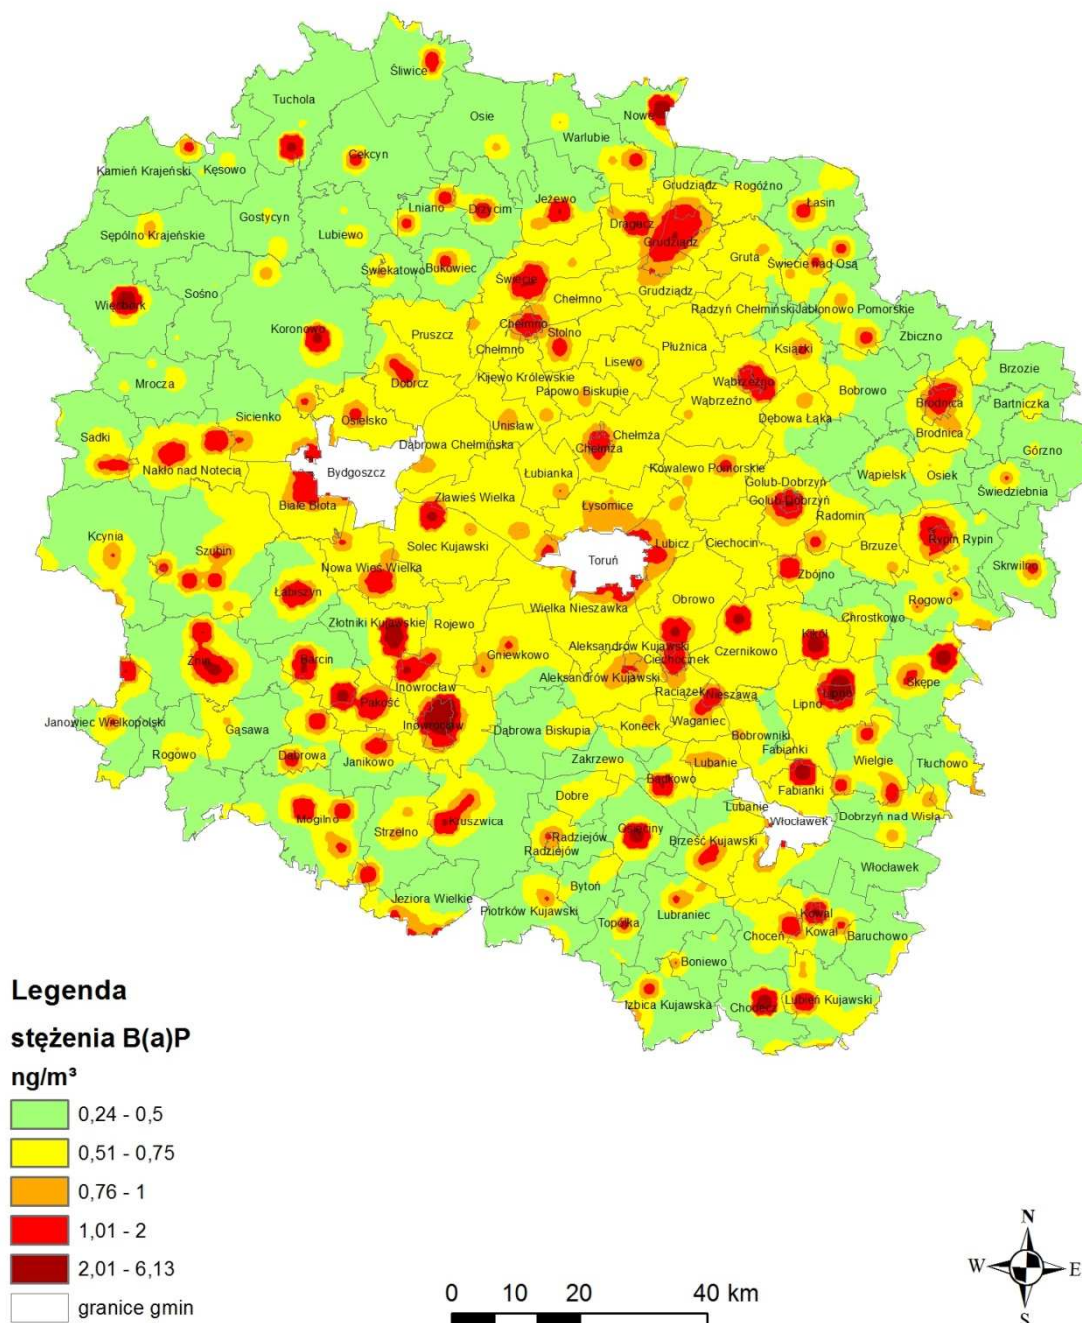 Śliwice
Tuchola
Osie
Nowe
Warlubie
Cekcyn
Kamień Krajeński
Kęsowo
Grudziądz
Rogóźno
Łasin
Lniano
Drzycim
Jeżewo
Dragacz
Gostycyn
Lubiewo
Sępólno Krajeńskie
Grudziądz
Gruta
Świecie nad Osą
Świekatowo
Bukowiec
Świecie
Grudziądz
Więcbork
Sośno
Chełmno
Radzyń Chełmiński
Jabłonowo Pomorskie
Koronowo
Pruszcz
Chełmno
Stolno
Zbiczno
Chełmno
Płużnica
Książki
Lisewo
Brzozie
Mrocza
Dobrcz
Kijewo Królewskie
Papowo Biskupie
Wąbrzeźno
Wąbrzeźno
Bobrowo
Brodnica
Bartniczka
Sicienko
Osielsko
Unisław
Dębowa Łąka
Sadki
Dąbrowa Chełmińska
Chełmża
Chełmża
Brodnica
Górzno
Nakło nad Notecią
Bydgoszcz
Łubianka
Kowalewo Pomorskie
Wąpielsk
Osiek
Świedziebnia
Białe Błota
Zławieś Wielka
Łysomice
Golub-Dobrzyń
Golub-Dobrzyń
Radomin
Kcynia
Szubin
Solec Kujawski
Lubicz
Ciechocin
Brzuze
Rypin Rypin
Nowa Wieś Wielka
Toruń
Zbójno
Skrwilno
Łabiszyn
Wielka Nieszawka
Obrowo
Rogowo
Złotniki Kujawskie
Rojewo
Chrostkowo
Żnin
Barcin
Gniewkowo
Aleksandrów Kujawski
Ciechocinek
Czernikowo
Kikół
Inowrocław
Aleksandrów Kujawski
Raciążek
Nieszawa
Lipno
Skępe
Pakość
Lipno
Janowiec Wielkopolski
Gąsawa
Inowrocław
Dąbrowa Biskupia
Koneck
Waganiec
Bobrowniki
Rogowo
Dąbrowa
Janikowo
Zakrzewo
Lubanie
Fabianki
Wielgie
Tłuchowo
Bądkowo
Fabianki
Dobre
Lubanie
Mogilno
Strzelno
Kruszwica
Radziejów
Radziejów
Osięciny
Brześć Kujawski
Włocławek
Dobrzyń nad Wisłą
Bytoń
Włocławek
Jeziora Wielkie
Piotrków Kujawski
Lubraniec
Topólka
Kowal
Kowal
Choceń
Baruchowo
Boniewo
Izbica Kujawska
Chodecz
Lubień Kujawski
Legenda
stężenia B(a)P
ng/m³
0,24 - 0,5
0,51 - 0,75
0,76 - 1
1,01 - 2
2,01 - 6,13
granice gmin
0 10 20 40 km
N
W E
S